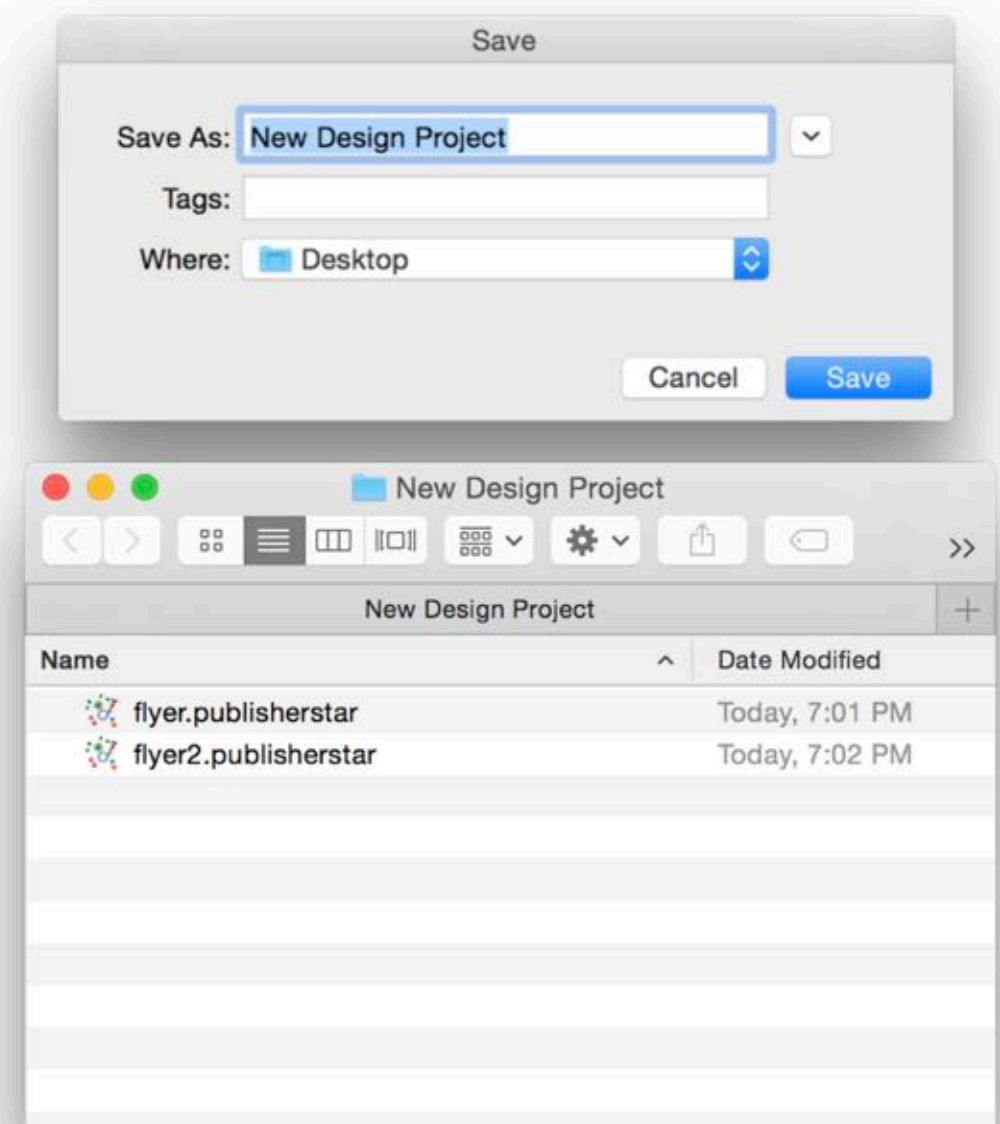 Save
Save As: New Design Project
Tags:
Where: Desktop
Cancel Save
New Design Project
New Design Project
Name Date Modified
flyer.publisherstar Today, 7:01 PM
flyer2.publisherstar Today, 7:02 PM